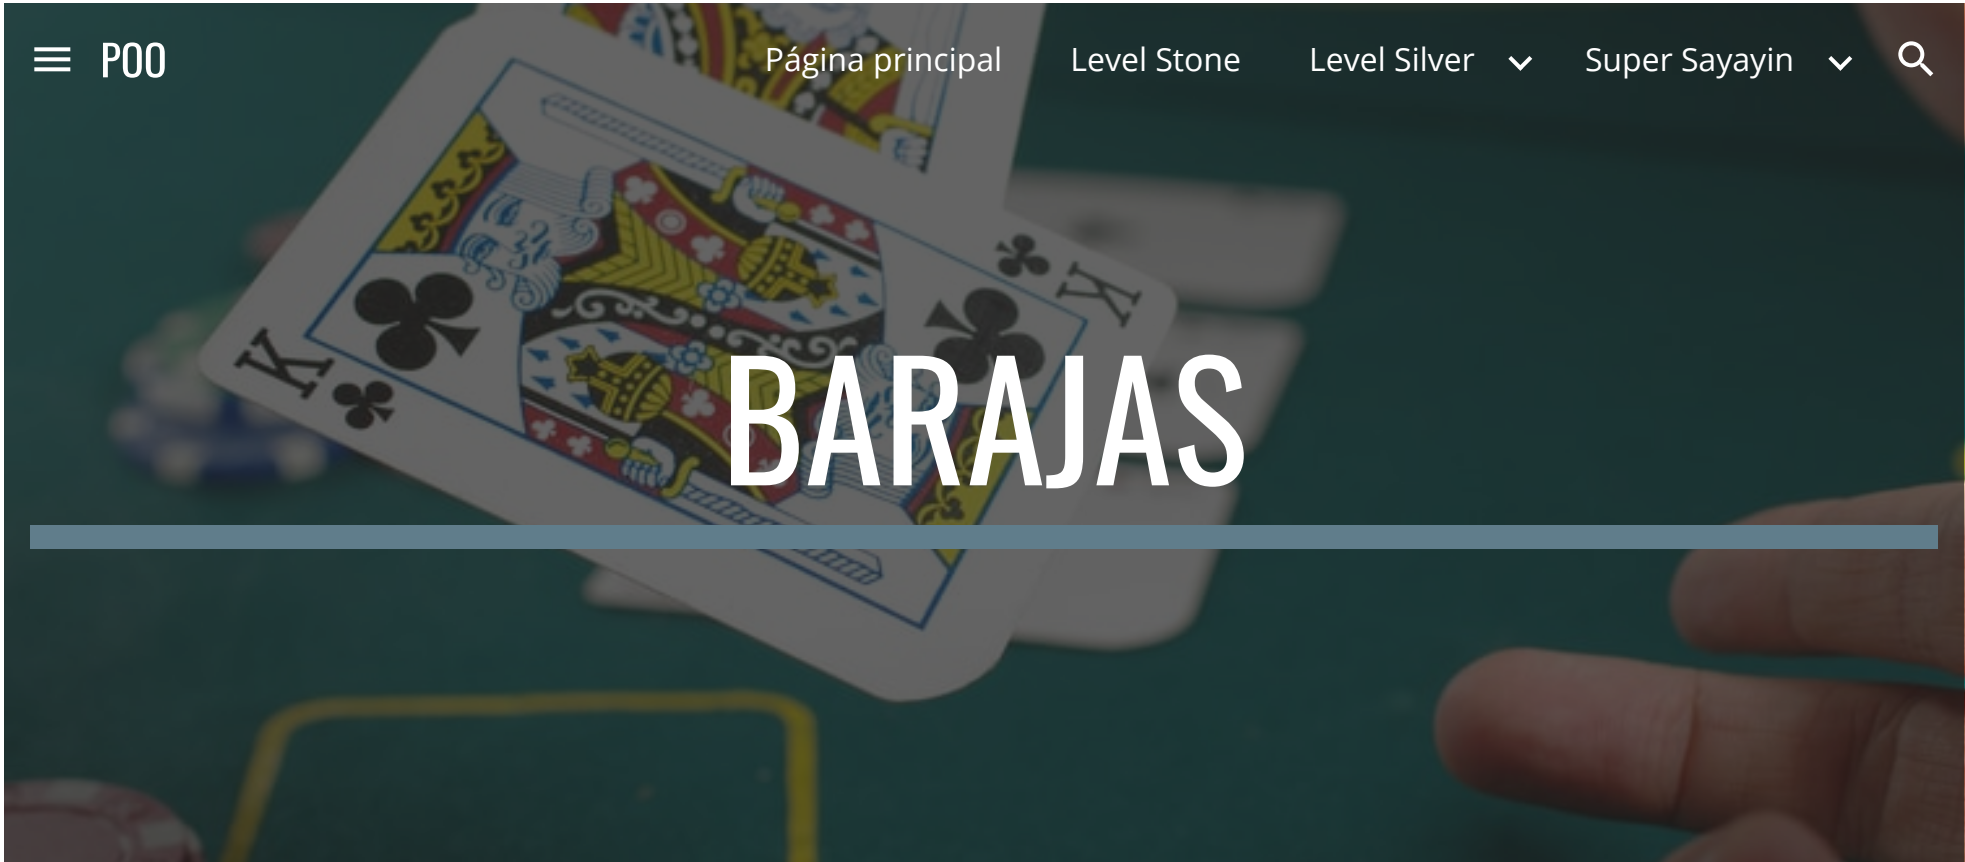 POO Página principal Level Stone Level Silver Super Sayayin
K
K
BARAJAS